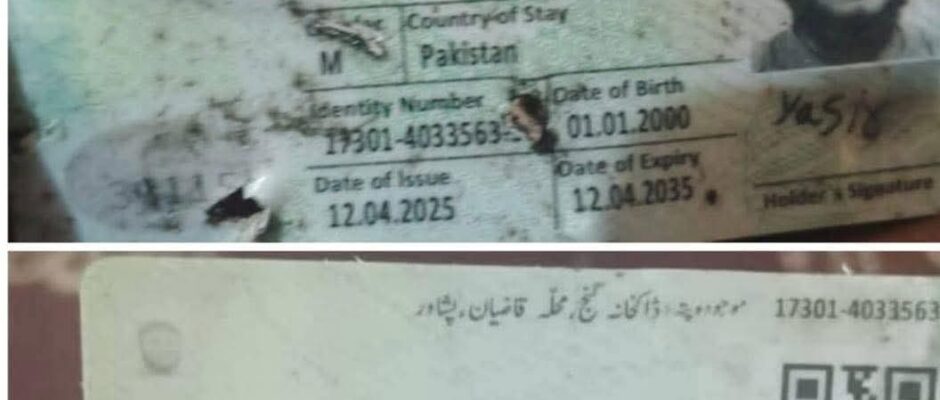 Country of Stay
M
Pakistan
Identity Number
Date of Birth
17301-4033563-
01.01.2000
Yasir
Date of Issue
Date of Expiry
12.04.2025
12.04.2035
Holder's Signature
17301-4033563
موجودہ پتہ: ڈاکخانہ گنج، محلہ قاضیان، پشاور